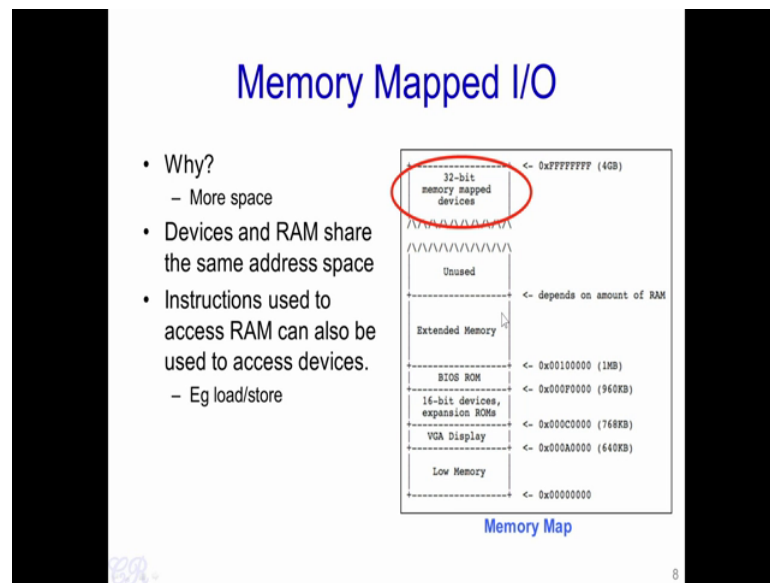 Memory Mapped I/O
• Why?
– More space
• Devices and RAM share
the same address space
• Instructions used to
access RAM can also be
used to access devices.
– Eg load/store
+------------------+ <- 0xFFFFFFFF (4GB)
| 32-bit |
| memory mapped |
| devices |
/\/\/\/\/\/\/\/\/\/\
/\/\/\/\/\/\/\/\/\/\
| Unused |
+------------------+ <- depends on amount of RAM
| Extended Memory |
+------------------+ <- 0x00100000 (1MB)
| BIOS ROM |
+------------------+ <- 0x000F0000 (960KB)
| 16-bit devices, |
| expansion ROMs |
+------------------+ <- 0x000C0000 (768KB)
| VGA Display |
+------------------+ <- 0x000A0000 (640KB)
| Low Memory |
+------------------+ <- 0x00000000
Memory Map
8